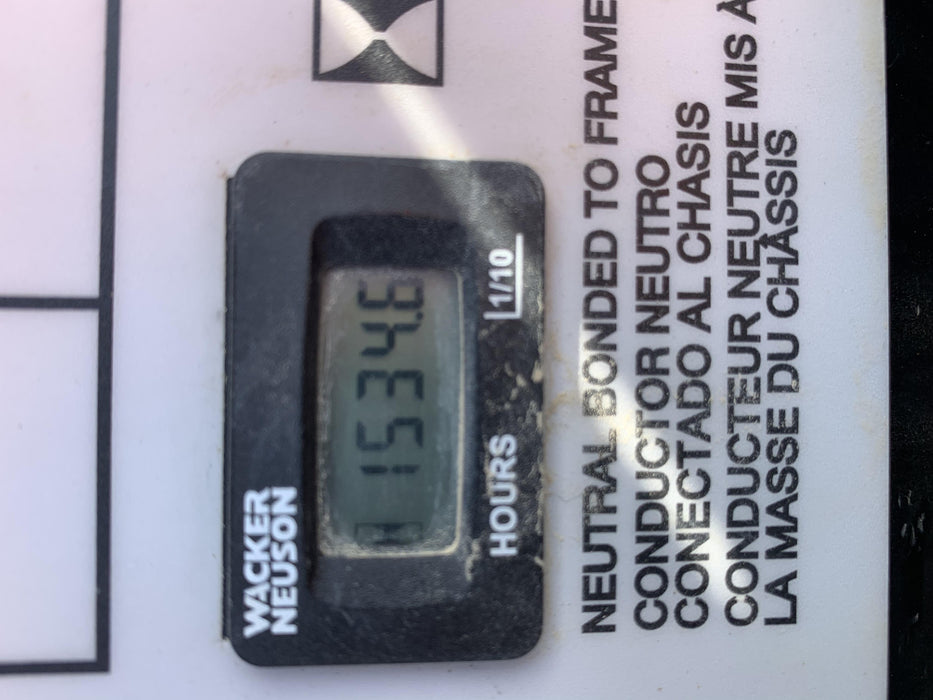 WACKER
NEUSON
1534.8
HOURS 1/10
NEUTRAL BONDED TO FRAME
CONDUCTOR NEUTRO
CONECTADO AL CHASIS
CONDUCTEUR NEUTRE MIS À
LA MASSE DU CHÂSSIS